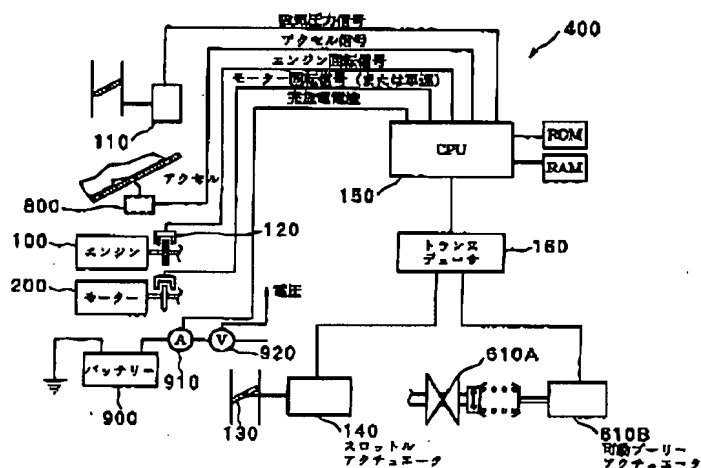 吸気圧力信号
アクセル信号
エンジン回転信号
モーター回転信号 (または車速)
充放電電流
400
110
アクセル
800
CPU
ROM
RAM
150
120
100
エンジン
200
モーター
トランス
デューサ
160
電圧
A
V
920
910
バッテリー
900
610A
130
140
スロットル
アクチュエータ
610B
可動プーリー
アクチュエータ